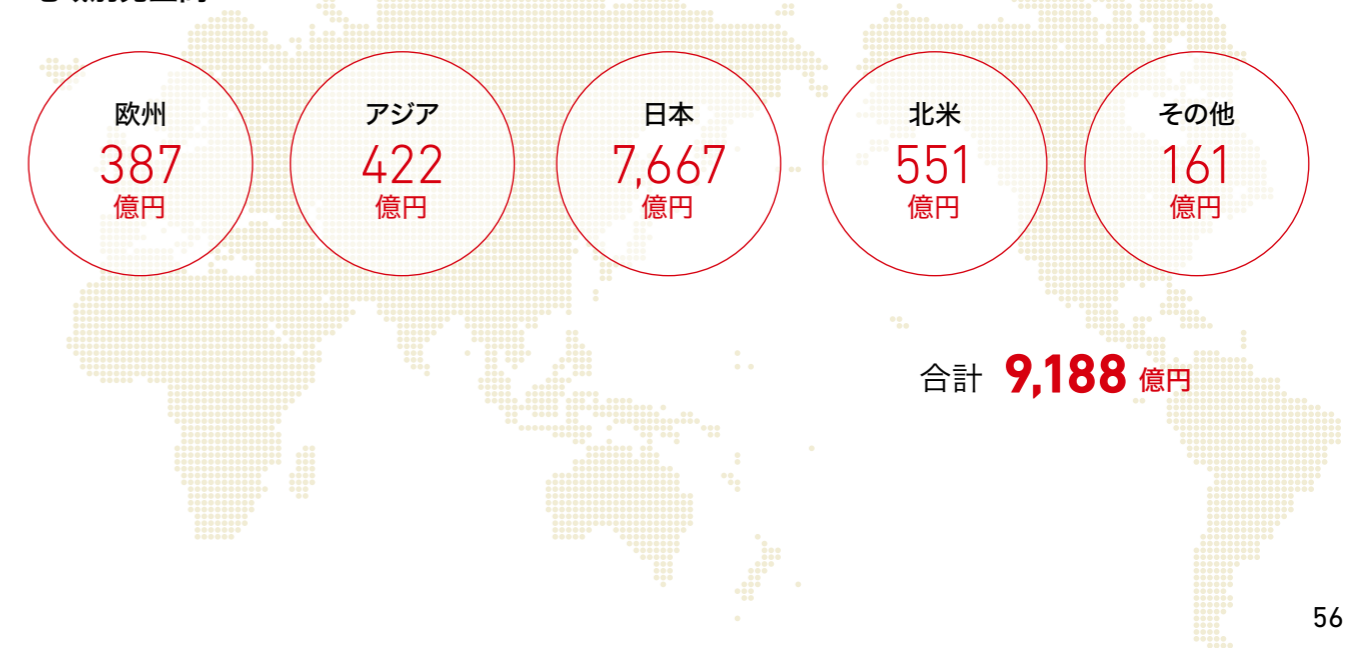 欧州
387
億円
アジア
422
億円
日本
7,667
億円
北米
551
億円
その他
161
億円
合計 9,188 億円
56